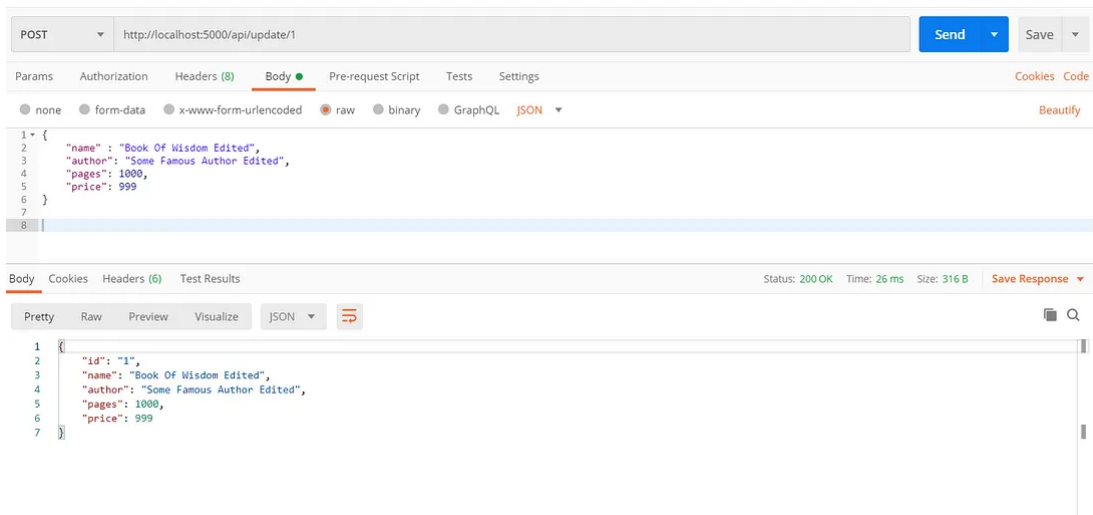 POST http://localhost:5000/api/update/1 Send Save
Params Authorization Headers (8) Body Pre-request Script Tests Settings Cookies Code
none form-data x-www-form-urlencoded raw binary GraphQL JSON Beautify
1 {
2 "name" : "Book Of Wisdom Edited",
3 "author": "Some Famous Author Edited",
4 "pages": 1000,
5 "price": 999
6 }
7
8
Body Cookies Headers (6) Test Results Status: 200 OK Time: 26 ms Size: 316 B Save Response
Pretty Raw Preview Visualize JSON
1 {
2 "id": "1",
3 "name": "Book Of Wisdom Edited",
4 "author": "Some Famous Author Edited",
5 "pages": 1000,
6 "price": 999
7 }